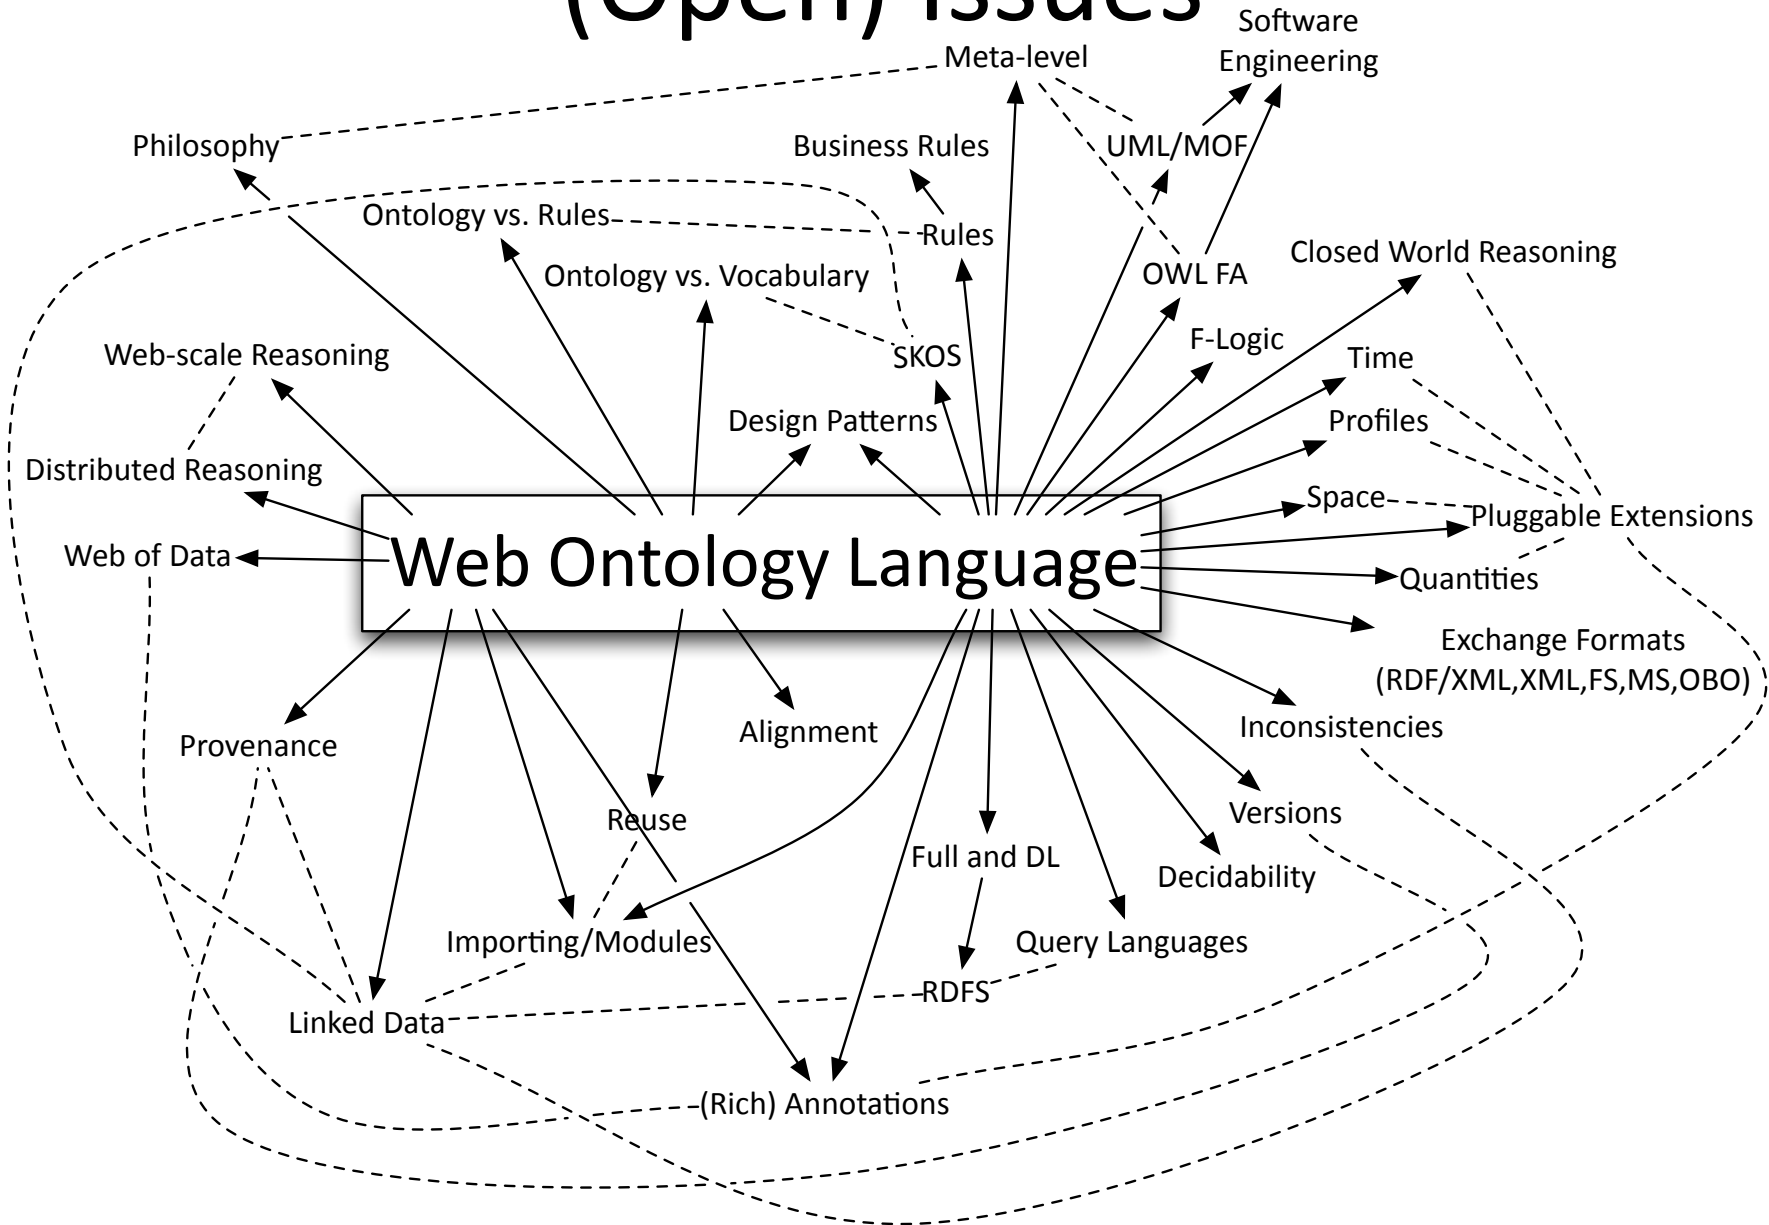 (Open) Issues
Software
Engineering
Meta-level
Philosophy
Business Rules
UML/MOF
Ontology vs. Rules
Rules
Closed World Reasoning
Ontology vs. Vocabulary
OWL FA
F-Logic
Web-scale Reasoning
SKOS
Time
Design Patterns
Profiles
Distributed Reasoning
Space
Pluggable Extensions
Web of Data
Web Ontology Language
Quantities
Exchange Formats
(RDF/XML,XML,FS,MS,OBO)
Provenance
Alignment
Inconsistencies
Reuse
Versions
Full and DL
Decidability
Importing/Modules
Query Languages
RDFS
Linked Data
(Rich) Annotations